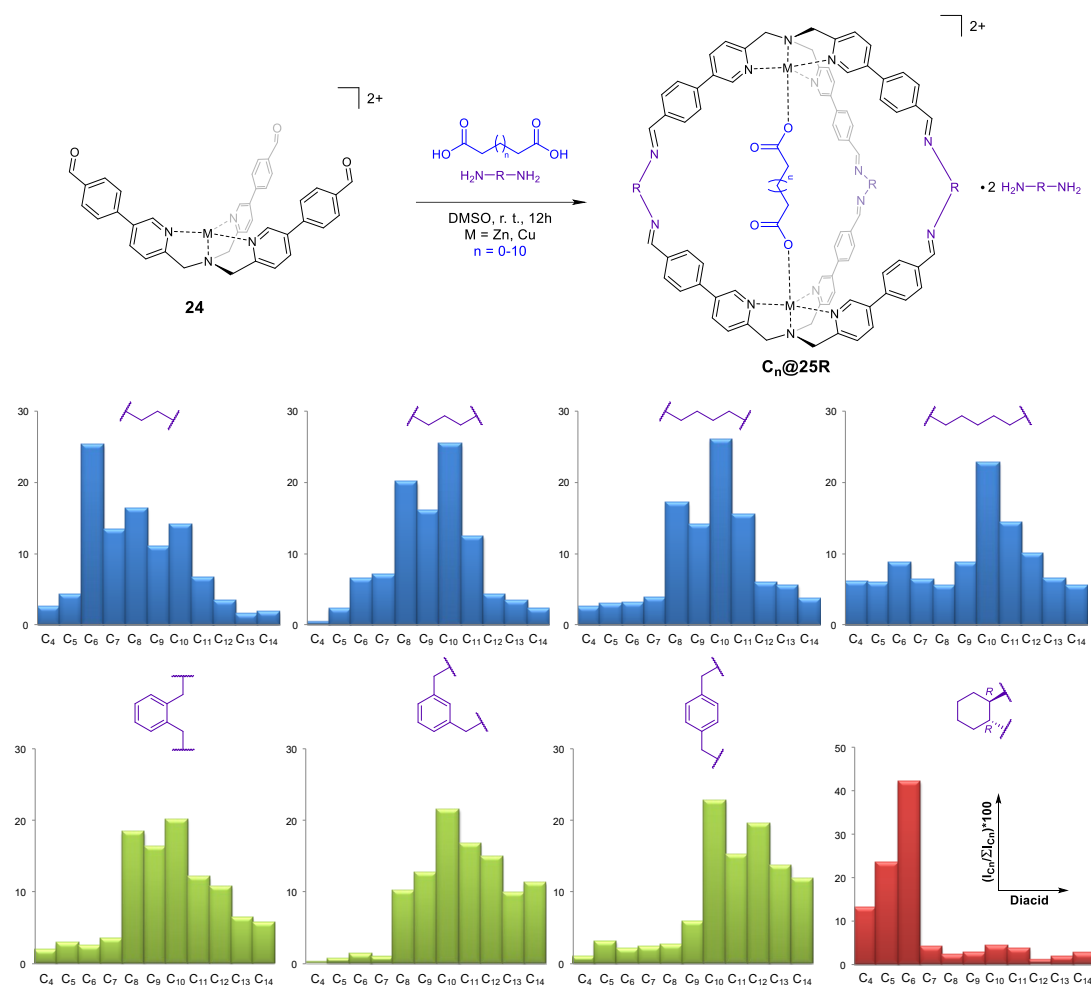 2+
2+
O
O
O
M
N
N
N
N
24
O
O
HO
n
OH
H₂N–R–NH₂
DMSO, r. t., 12h
M = Zn, Cu
n = 0-10
N
N
N
N
M
O
O
n
O
O
N
N
N
R
R
R
N
N
N
M
N
N
N
N
• 2 H₂N–R–NH₂
Cₙ@25R
30
20
10
0
C₄ C₅ C₆ C₇ C₈ C₉ C₁₀ C₁₁ C₁₂ C₁₃ C₁₄
30
20
10
0
C₄ C₅ C₆ C₇ C₈ C₉ C₁₀ C₁₁ C₁₂ C₁₃ C₁₄
30
20
10
0
C₄ C₅ C₆ C₇ C₈ C₉ C₁₀ C₁₁ C₁₂ C₁₃ C₁₄
30
20
10
0
C₄ C₅ C₆ C₇ C₈ C₉ C₁₀ C₁₁ C₁₂ C₁₃ C₁₄
30
20
10
0
C₄ C₅ C₆ C₇ C₈ C₉ C₁₀ C₁₁ C₁₂ C₁₃ C₁₄
30
20
10
0
C₄ C₅ C₆ C₇ C₈ C₉ C₁₀ C₁₁ C₁₂ C₁₃ C₁₄
30
20
10
0
C₄ C₅ C₆ C₇ C₈ C₉ C₁₀ C₁₁ C₁₂ C₁₃ C₁₄
R
R
50
40
30
20
10
0
(I_Cn/ΣI_Cn)*100
Diacid
C₄ C₅ C₆ C₇ C₈ C₉ C₁₀ C₁₁ C₁₂ C₁₃ C₁₄